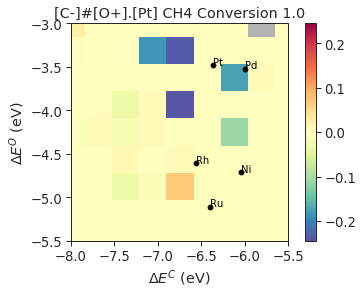 [C-]#[O+].[Pt] CH4 Conversion 1.0
−3.0
−3.5
−4.0
−4.5
−5.0
−5.5
ΔE^O (eV)
Pt
Pd
Rh
Ni
Ru
−8.0 −7.5 −7.0 −6.5 −6.0 −5.5
ΔE^C (eV)
0.2
0.1
0.0
−0.1
−0.2